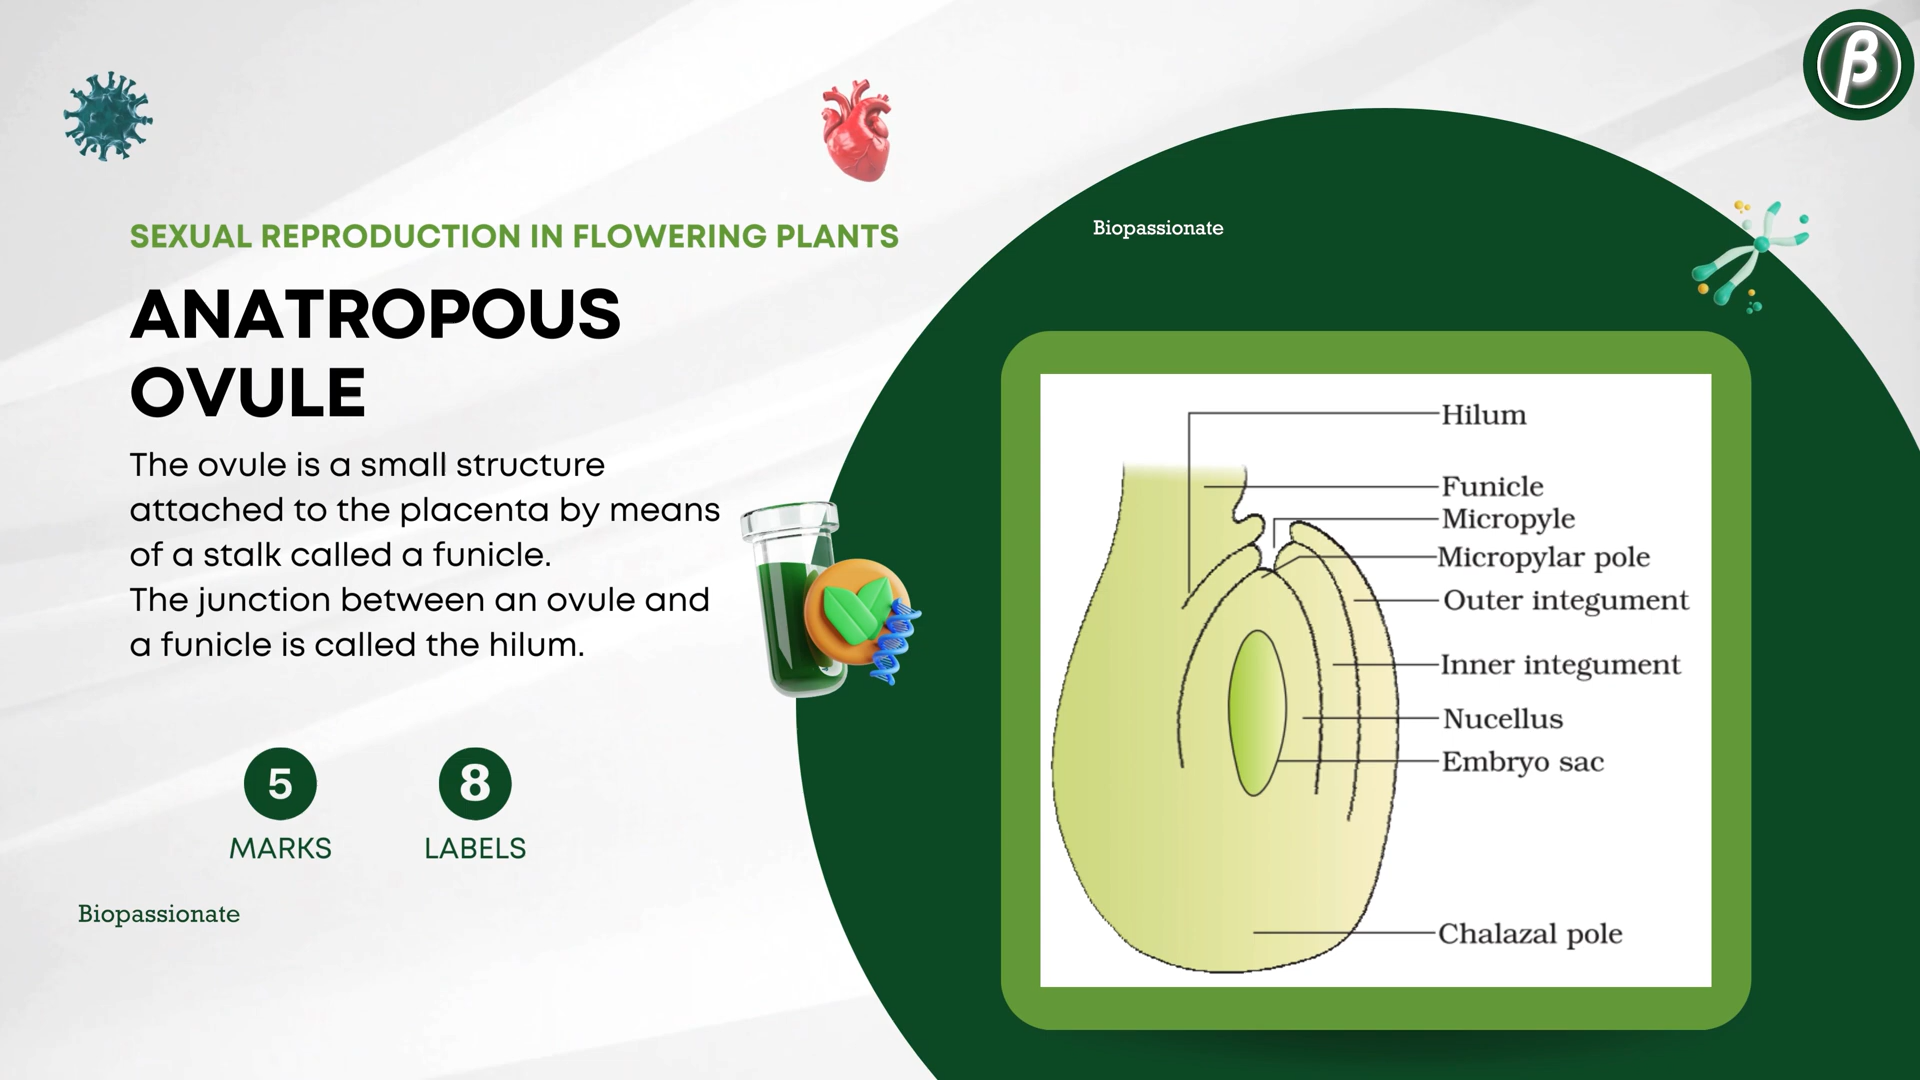 β
SEXUAL REPRODUCTION IN FLOWERING PLANTS
ANATROPOUS
OVULE
The ovule is a small structure
attached to the placenta by means
of a stalk called a funicle.
The junction between an ovule and
a funicle is called the hilum.
5
MARKS
8
LABELS
Biopassionate
Biopassionate
Hilum
Funicle
Micropyle
Micropylar pole
Outer integument
Inner integument
Nucellus
Embryo sac
Chalazal pole